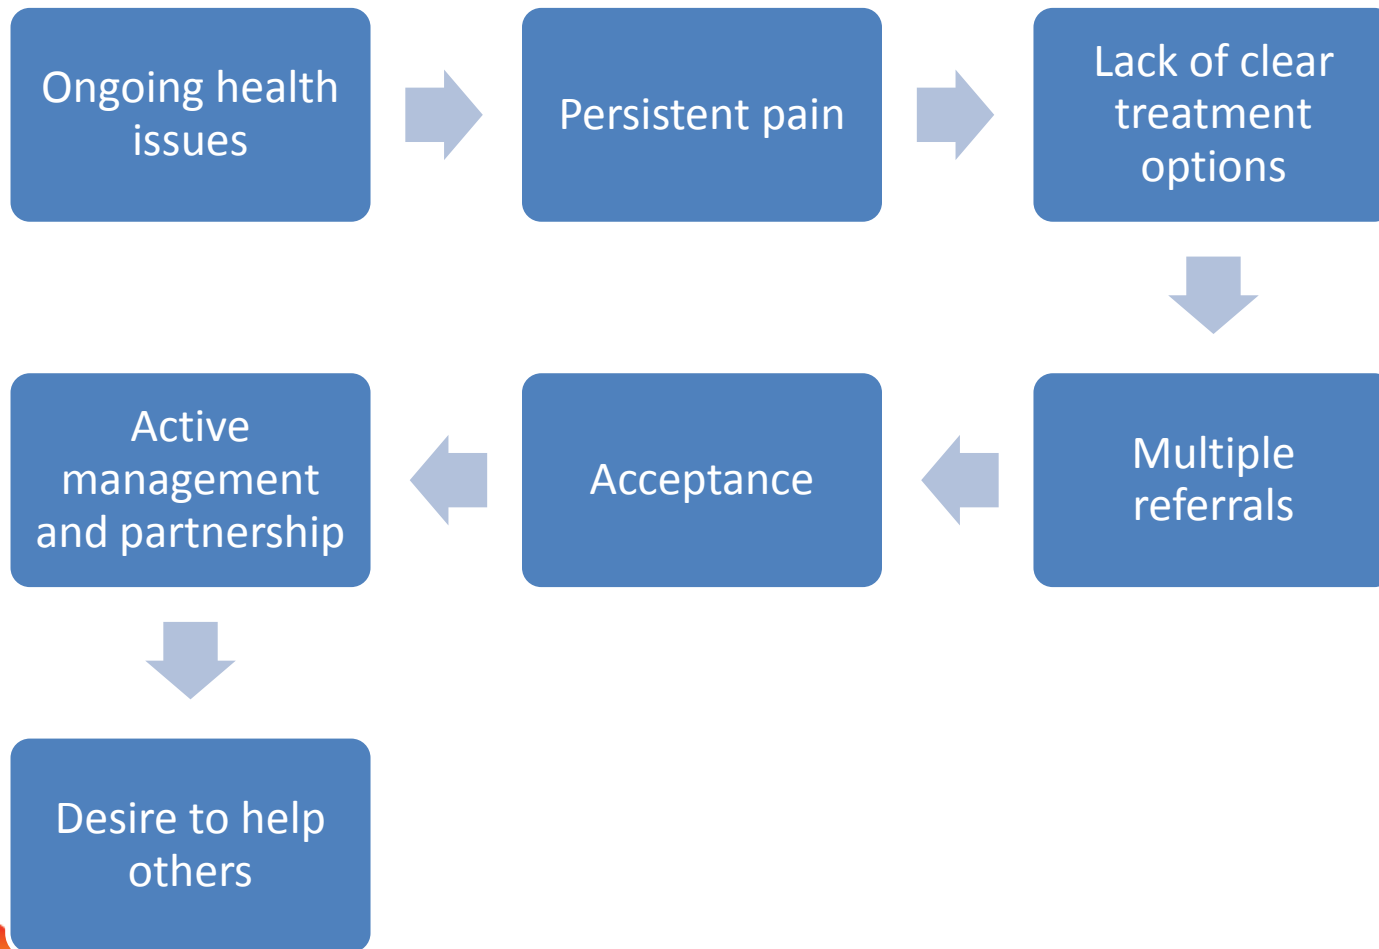 Ongoing health
issues
Persistent pain
Lack of clear
treatment
options
Multiple
referrals
Acceptance
Active
management
and partnership
Desire to help
others